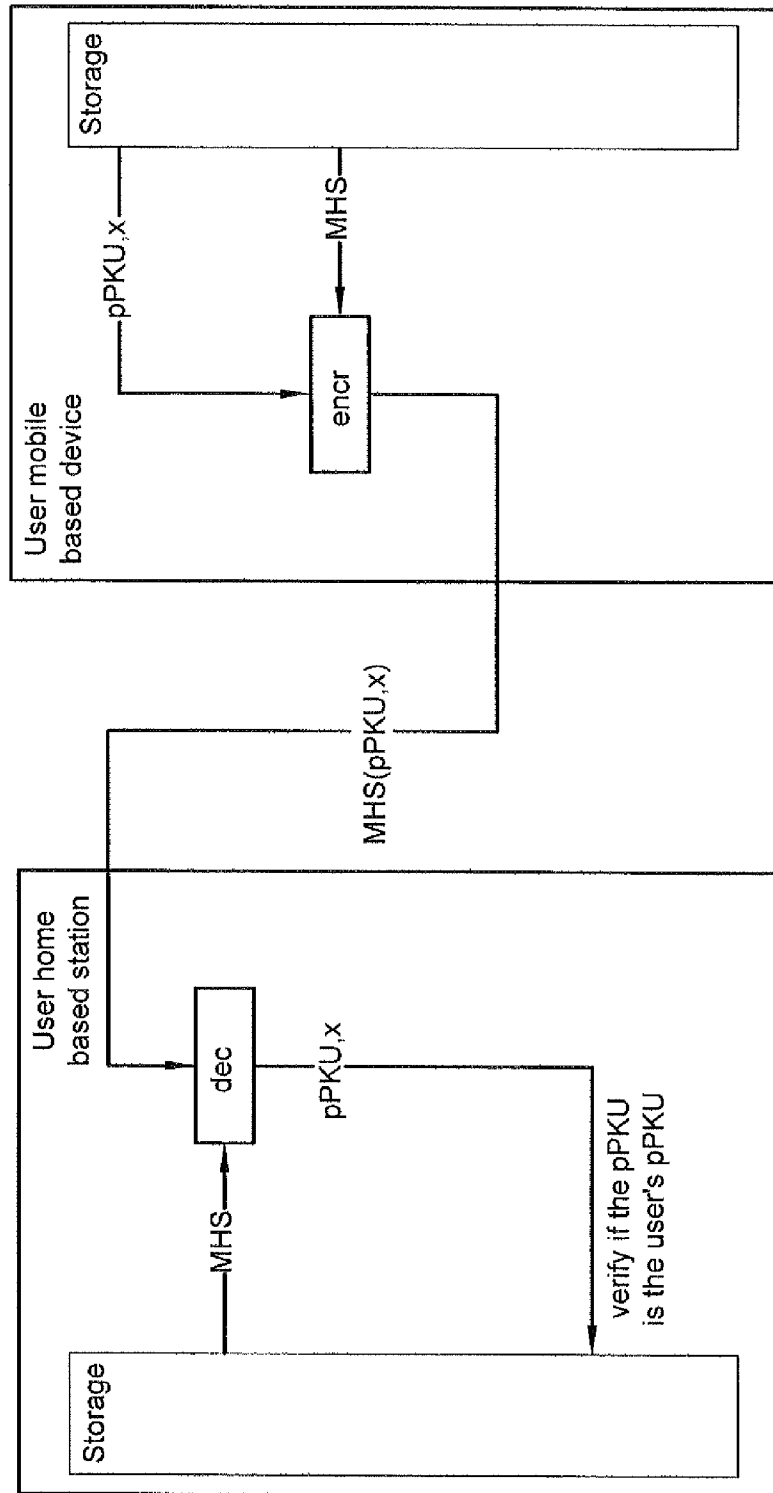 User home
based station
Storage
MHS
dec
pPKU,x
verify if the pPKU
is the user's pPKU
MHS(pPKU,x)
User mobile
based device
Storage
pPKU,x
MHS
encr